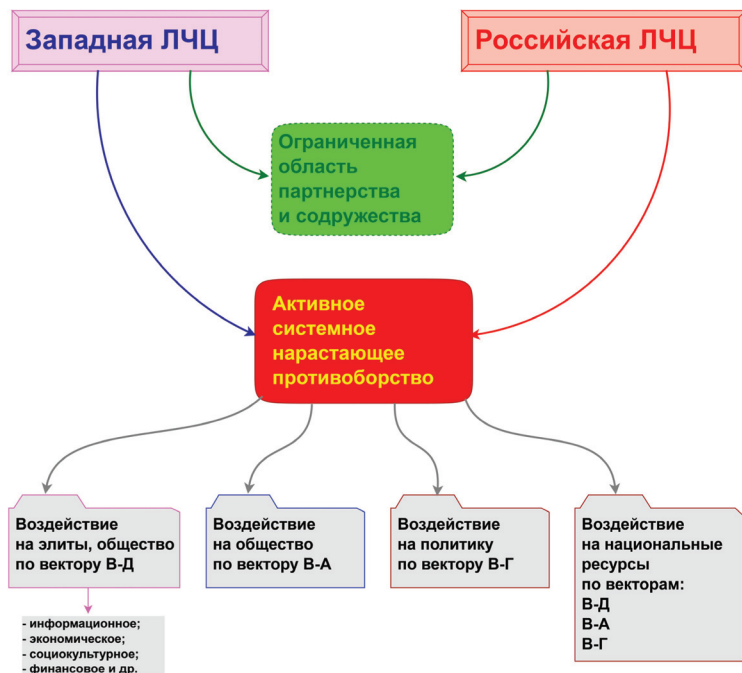 Западная ЛЧЦ
Российская ЛЧЦ
Ограниченная
область
партнерства
и содружества
Активное
системное
нарастающее
противоборство
Воздействие
на элиты, общество
по вектору В-Д
Воздействие
на общество
по вектору В-А
Воздействие
на политику
по вектору В-Г
Воздействие
на национальные
ресурсы
по векторам:
В-Д
В-А
В-Г
- информационное;
- экономическое;
- социокультурное;
- финансовое и др.